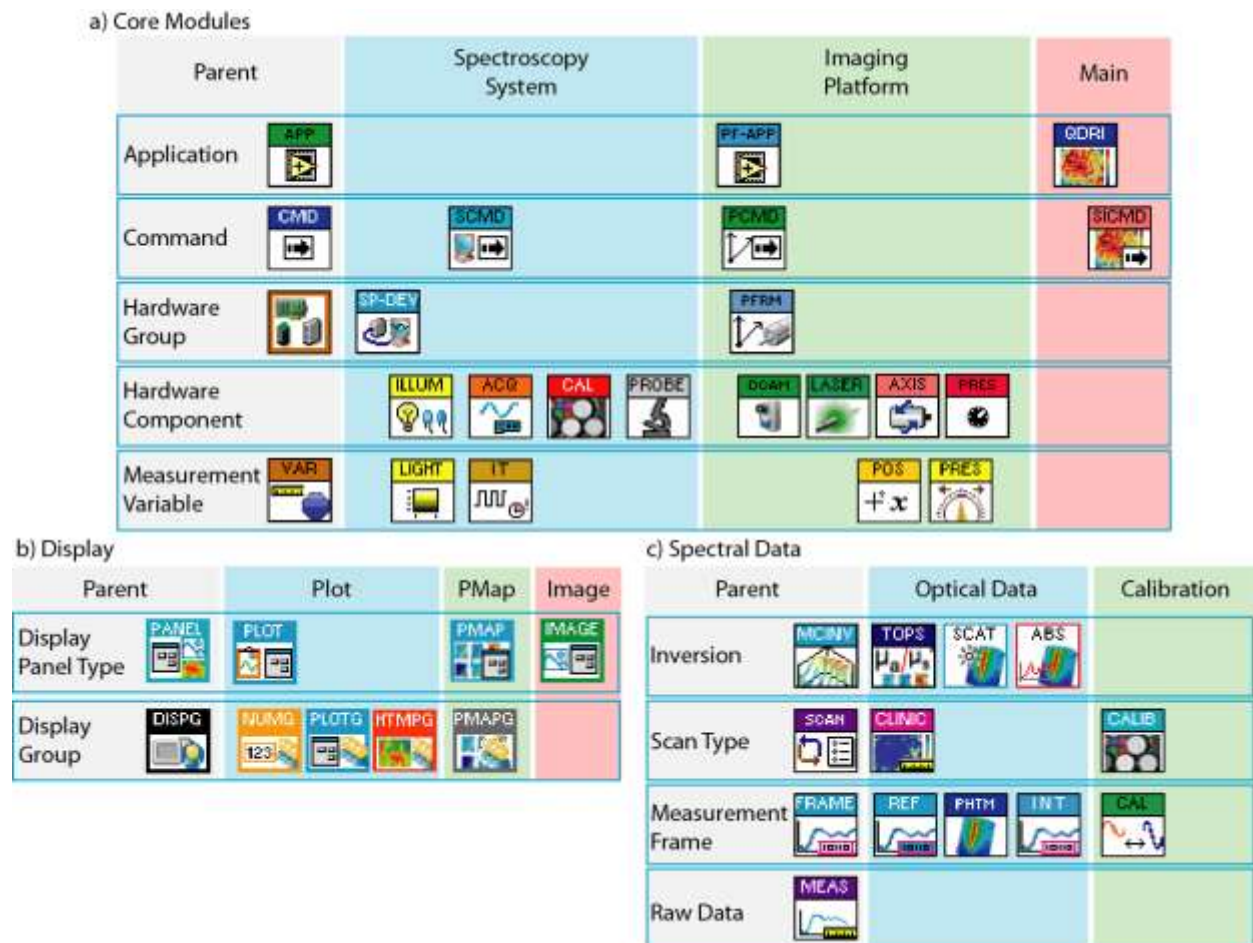 a) Core Modules
Parent
Spectroscopy
System
Imaging
Platform
Main
Application
APP
PF-APP
QDRI
Command
CMD
SCMD
PCMD
SICMD
Hardware
Group
SP-DEV
PFRM
Hardware
Component
ILLUM
ACQ
CAL
PROBE
LASER
AXIS
PRES
Measurement
Variable
VAR
LIGHT
IT
POS
PRES
+ x
b) Display
Parent
Plot
PMap
Image
Display
Panel Type
PANEL
PLOT
PMAP
IMAGE
Display
Group
DISPG
NUMG
PLOTG
HTMPG
PMAPG
123
c) Spectral Data
Parent
Optical Data
Calibration
Inversion
MCINV
TOPS
SCAT
ABS
μa/μs
Scan Type
SCAN
CLINIC
CALIB
Measurement
Frame
FRAME
REF
PHTM
INT
CAL
Raw Data
MEAS